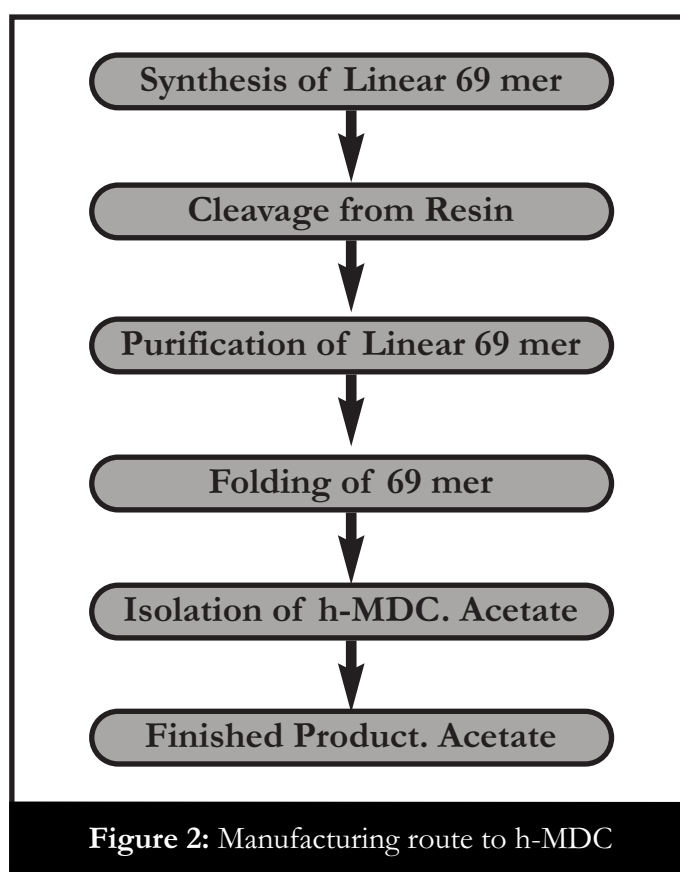 Synthesis of Linear 69 mer
Cleavage from Resin
Purification of Linear 69 mer
Folding of 69 mer
Isolation of h-MDC. Acetate
Finished Product. Acetate
Figure 2: Manufacturing route to h-MDC